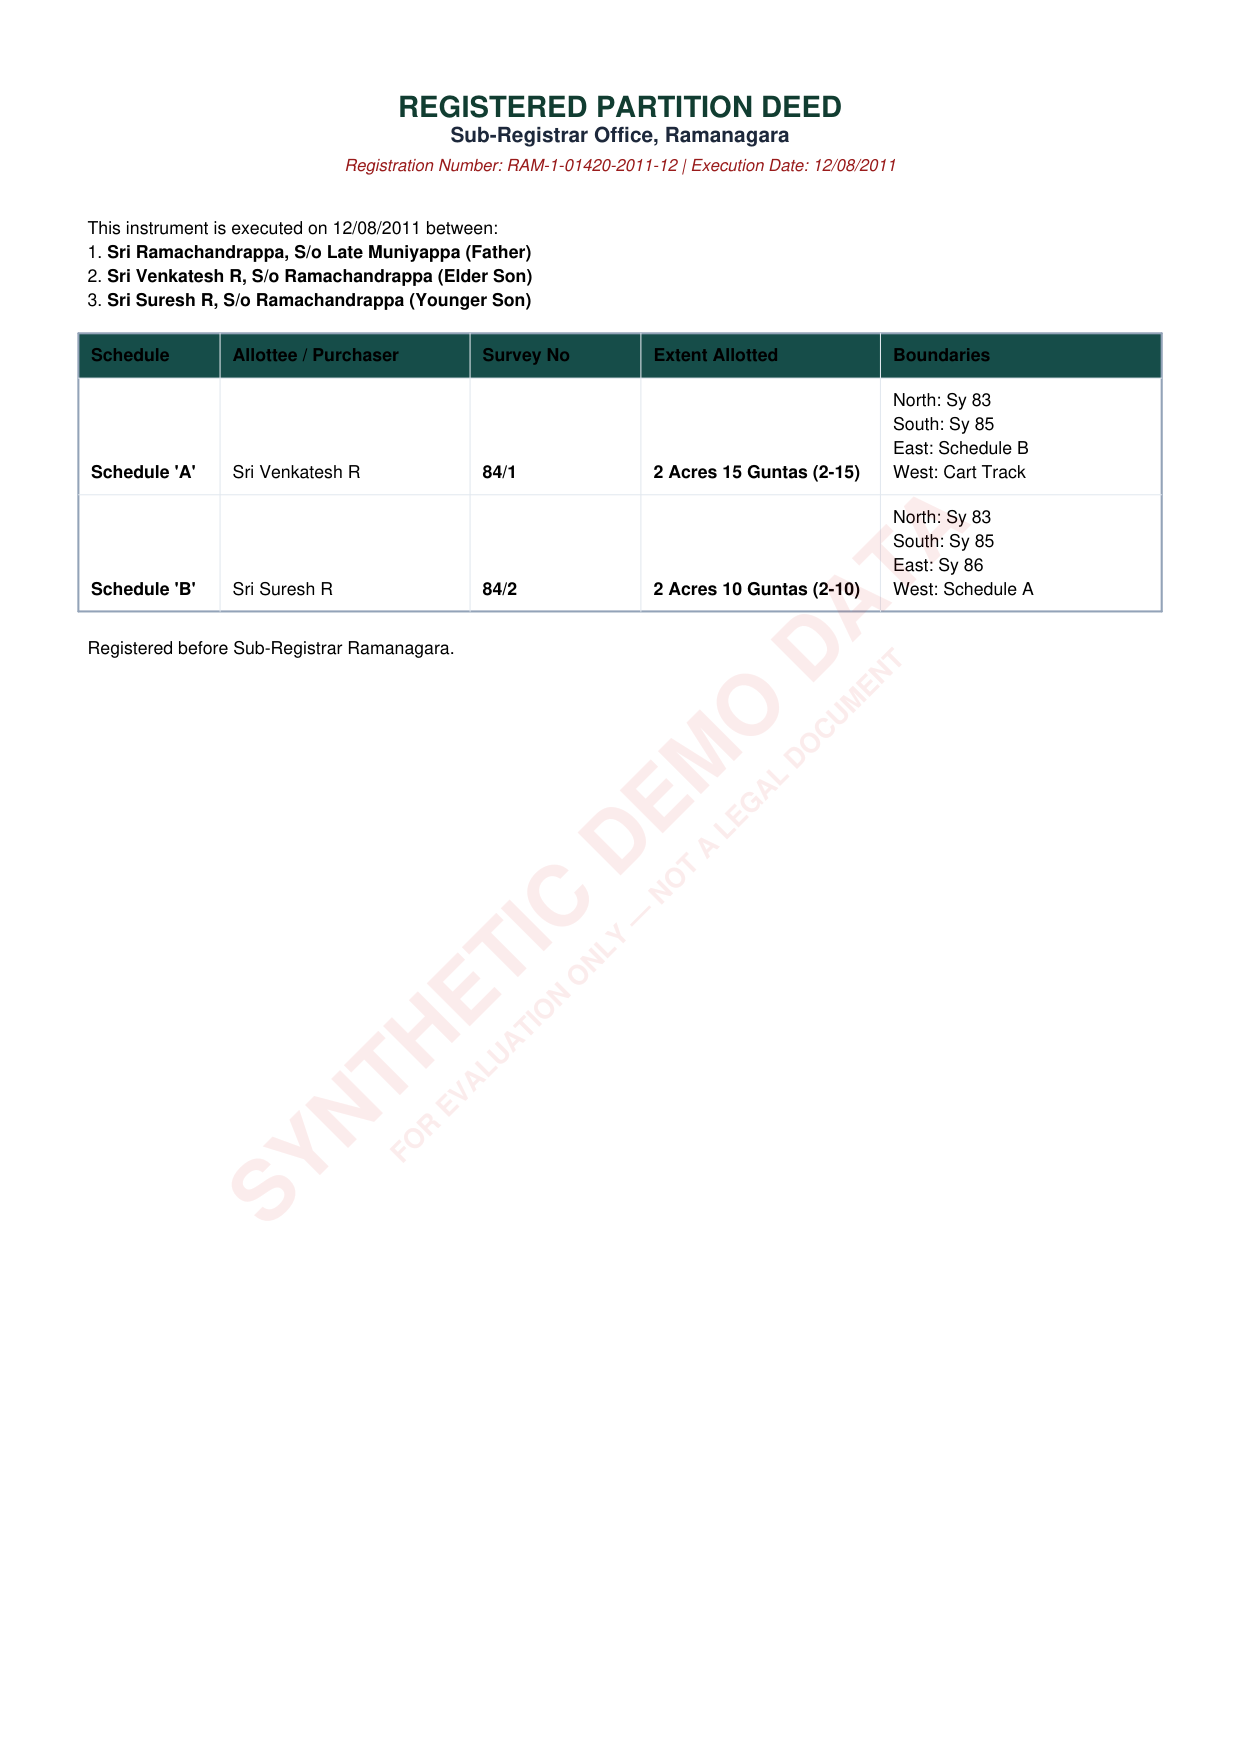 REGISTERED PARTITION DEED
Sub-Registrar Office, Ramanagara
Registration Number: RAM-1-01420-2011-12 | Execution Date: 12/08/2011
This instrument is executed on 12/08/2011 between:
1. Sri Ramachandrappa, S/o Late Muniyappa (Father)
2. Sri Venkatesh R, S/o Ramachandrappa (Elder Son)
3. Sri Suresh R, S/o Ramachandrappa (Younger Son)
Schedule Allottee / Purchaser Survey No Extent Allotted Boundaries
North: Sy 83
South: Sy 85
East: Schedule B
Schedule 'A' Sri Venkatesh R 84/1 2 Acres 15 Guntas (2-15) West: Cart Track
North: Sy 83
South: Sy 85
East: Sy 86
Schedule 'B' Sri Suresh R 84/2 2 Acres 10 Guntas (2-10) West: Schedule A
Registered before Sub-Registrar Ramanagara.
SYNTHETIC DEMO DATA
FOR EVALUATION ONLY — NOT A LEGAL DOCUMENT